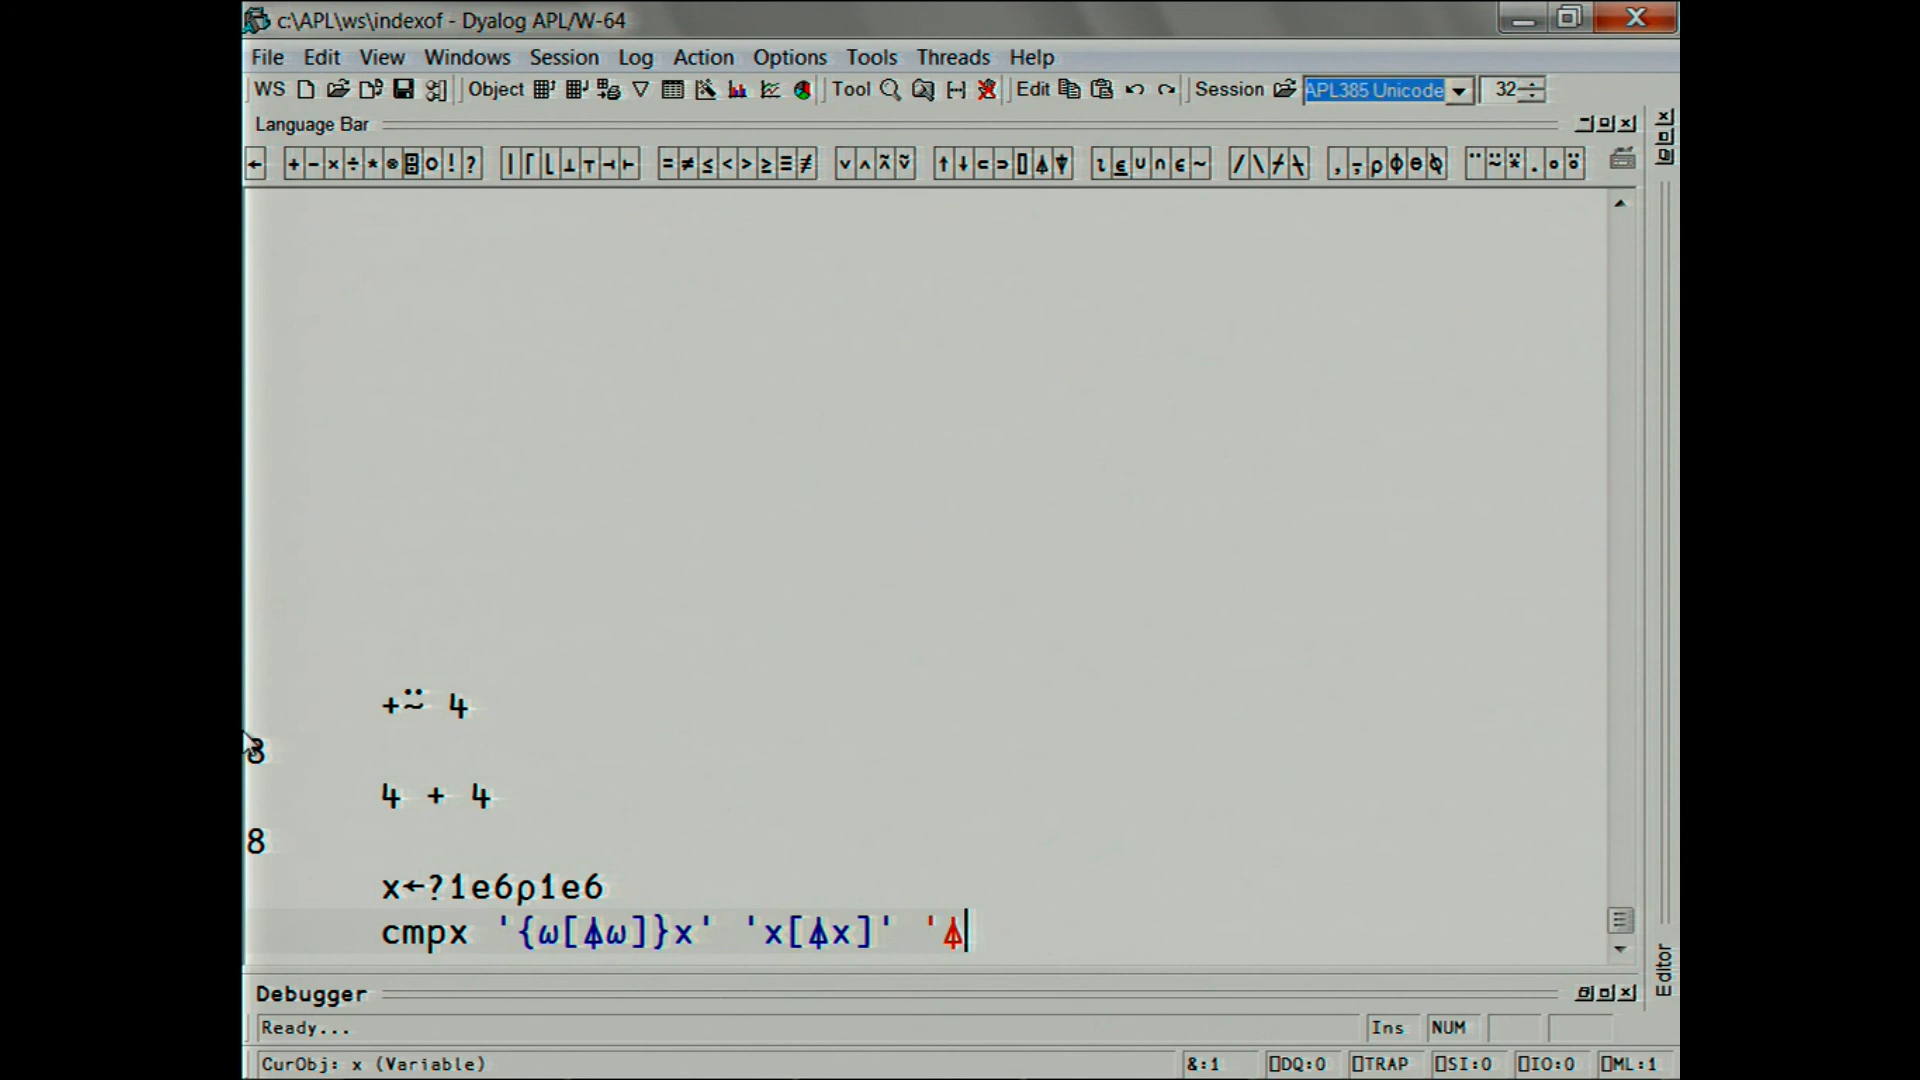 c:\APL\ws\indexof - Dyalog APL/W-64
File Edit View Windows Session Log Action Options Tools Threads Help
WS Object Tool Edit Session APL385 Unicode 32
Language Bar
← + - × ÷ * ⍟ ⌹ ○ ! ? | ⌈ ⌊ ⊥ ⊤ ⊣ ⊢ = ≠ ≤ < > ≥ ≡ ≢ ∨ ∧ ⍲ ⍱ ↑ ↓ ⊂ ⊃ ⌷ ⍋ ⍒ ⍳ ⍷ ∪ ∩ ∊ ~ / \ ⌿ ⍀ , ⍪ ⍴ ⌽ ⊖ ⍉ ¨ ⍨ ⍣ . ∘ ⍤
+⍨ 4
8
4 + 4
8
x←?1e6⍴1e6
cmpx '{⍵[⍋⍵]}x' 'x[⍋x]' '⍋
Editor
Debugger
Ready... Ins NUM
CurObj: x (Variable) &:1 ⎕DQ:0 ⎕TRAP ⎕SI:0 ⎕IO:0 ⎕ML:1